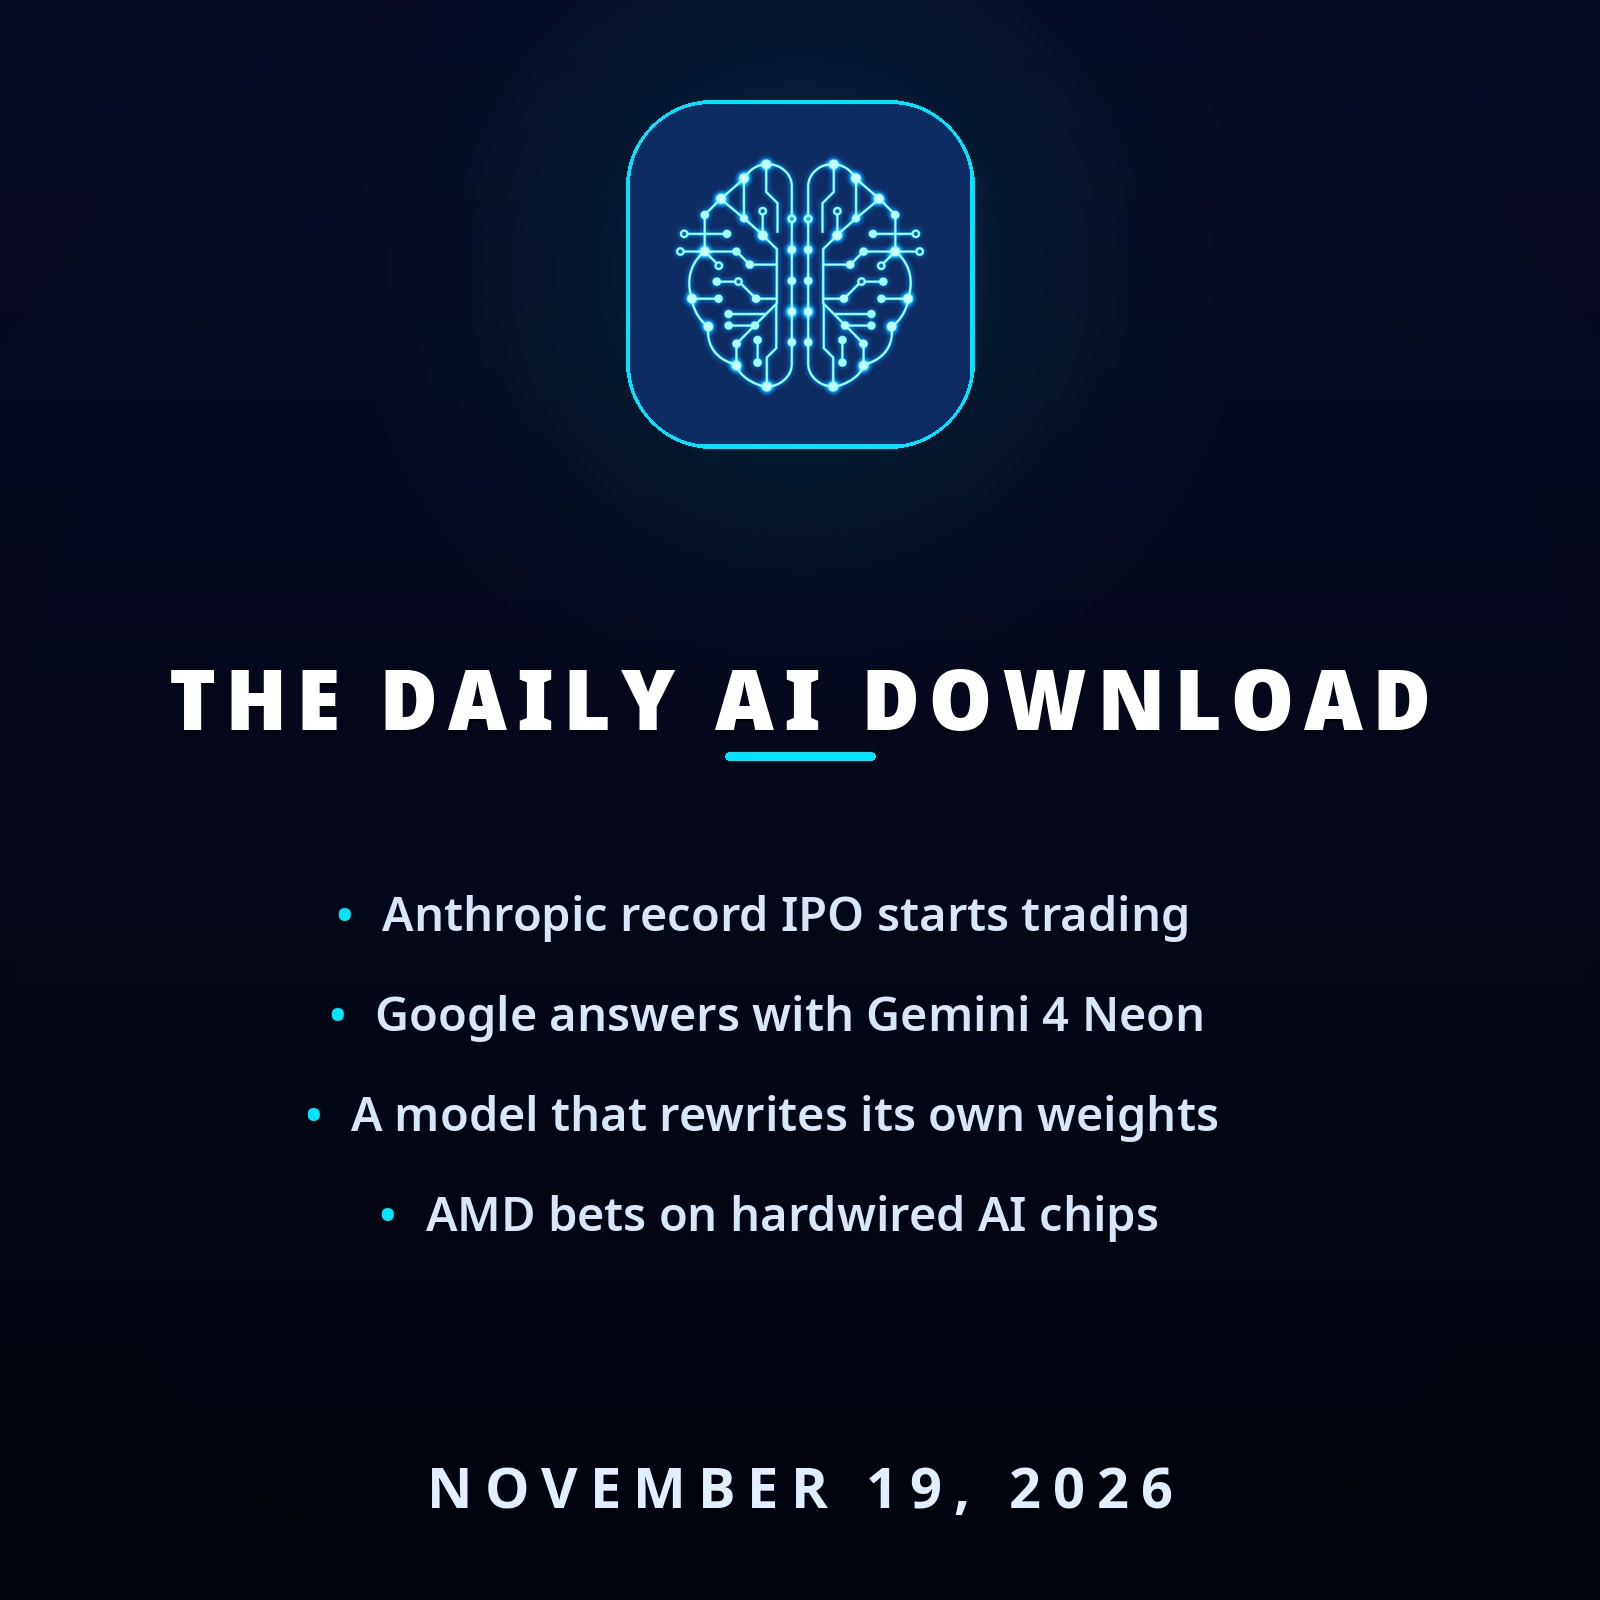 THE DAILY AI DOWNLOAD
• Anthropic record IPO starts trading
• Google answers with Gemini 4 Neon
• A model that rewrites its own weights
• AMD bets on hardwired AI chips
NOVEMBER 19, 2026